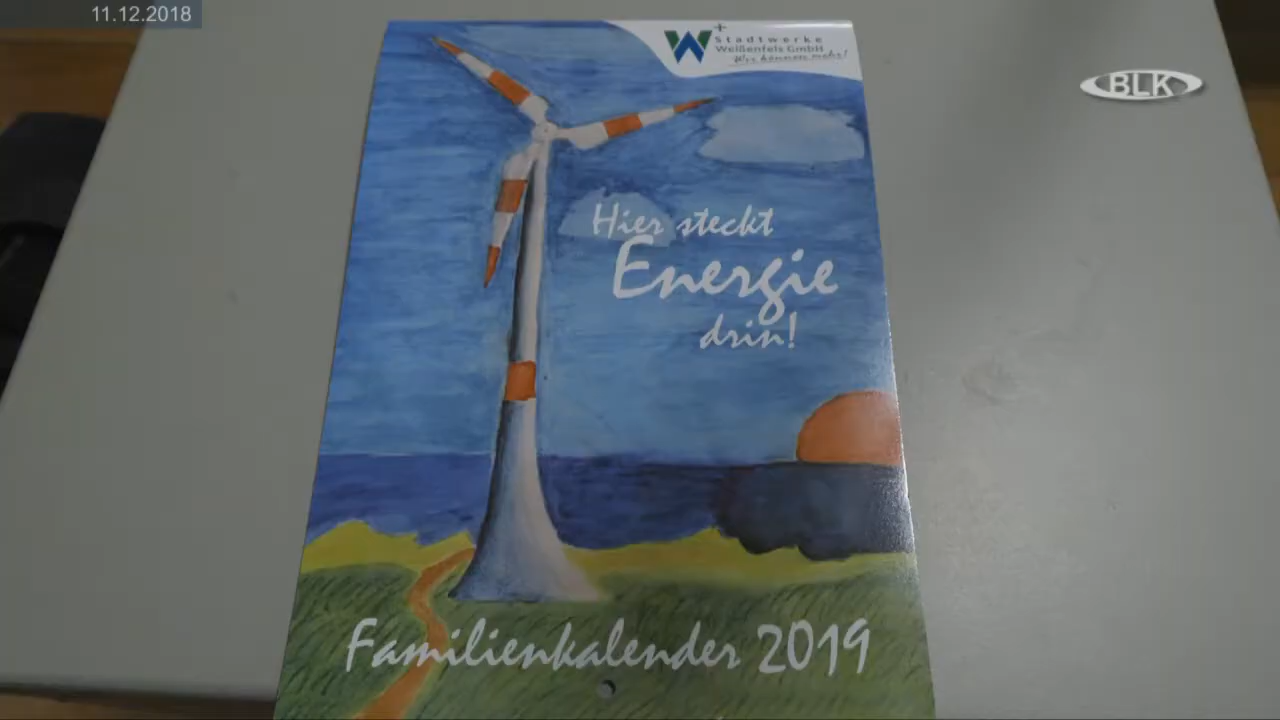 11.12.2018
Stadtwerke
Weißenfels GmbH
Wir können mehr!
BLK
Hier steckt
Energie
drin!
Familienkalender 2019